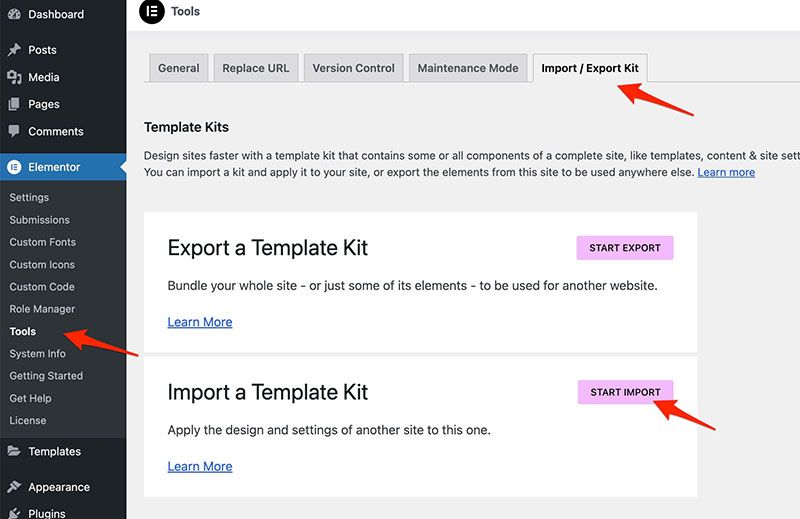 Dashboard
Posts
Media
Pages
Comments
Elementor
Settings
Submissions
Custom Fonts
Custom Icons
Custom Code
Role Manager
Tools
System Info
Getting Started
Get Help
License
Templates
Appearance
Plugins
Tools
General
Replace URL
Version Control
Maintenance Mode
Import / Export Kit
Template Kits
Design sites faster with a template kit that contains some or all components of a complete site, like templates, content & site sett
You can import a kit and apply it to your site, or export the elements from this site to be used anywhere else. Learn more
Export a Template Kit
START EXPORT
Bundle your whole site - or just some of its elements - to be used for another website.
Learn More
Import a Template Kit
START IMPORT
Apply the design and settings of another site to this one.
Learn More